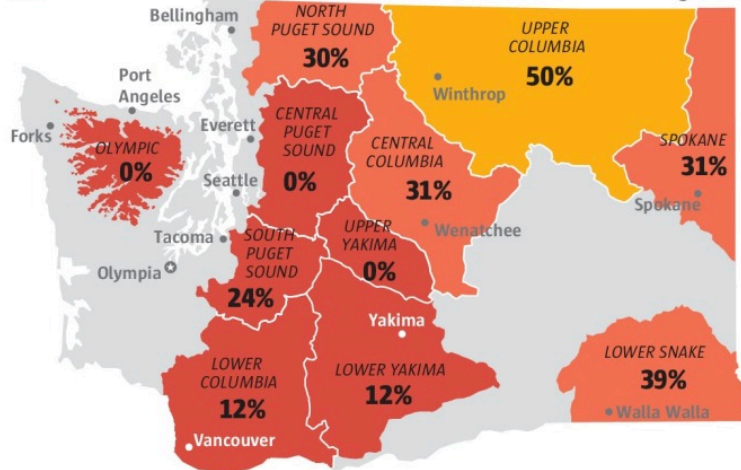 Bellingham
NORTH
PUGET SOUND
30%
UPPER
COLUMBIA
50%
Winthrop
Port
Angeles
Forks
OLYMPIC
0%
Everett
CENTRAL
PUGET
SOUND
0%
CENTRAL
COLUMBIA
31%
SPOKANE
31%
Spokane
Seattle
Wenatchee
Tacoma
SOUTH
PUGET
SOUND
24%
UPPER
YAKIMA
0%
Olympia
Yakima
LOWER
COLUMBIA
12%
LOWER YAKIMA
12%
LOWER SNAKE
39%
Walla Walla
Vancouver